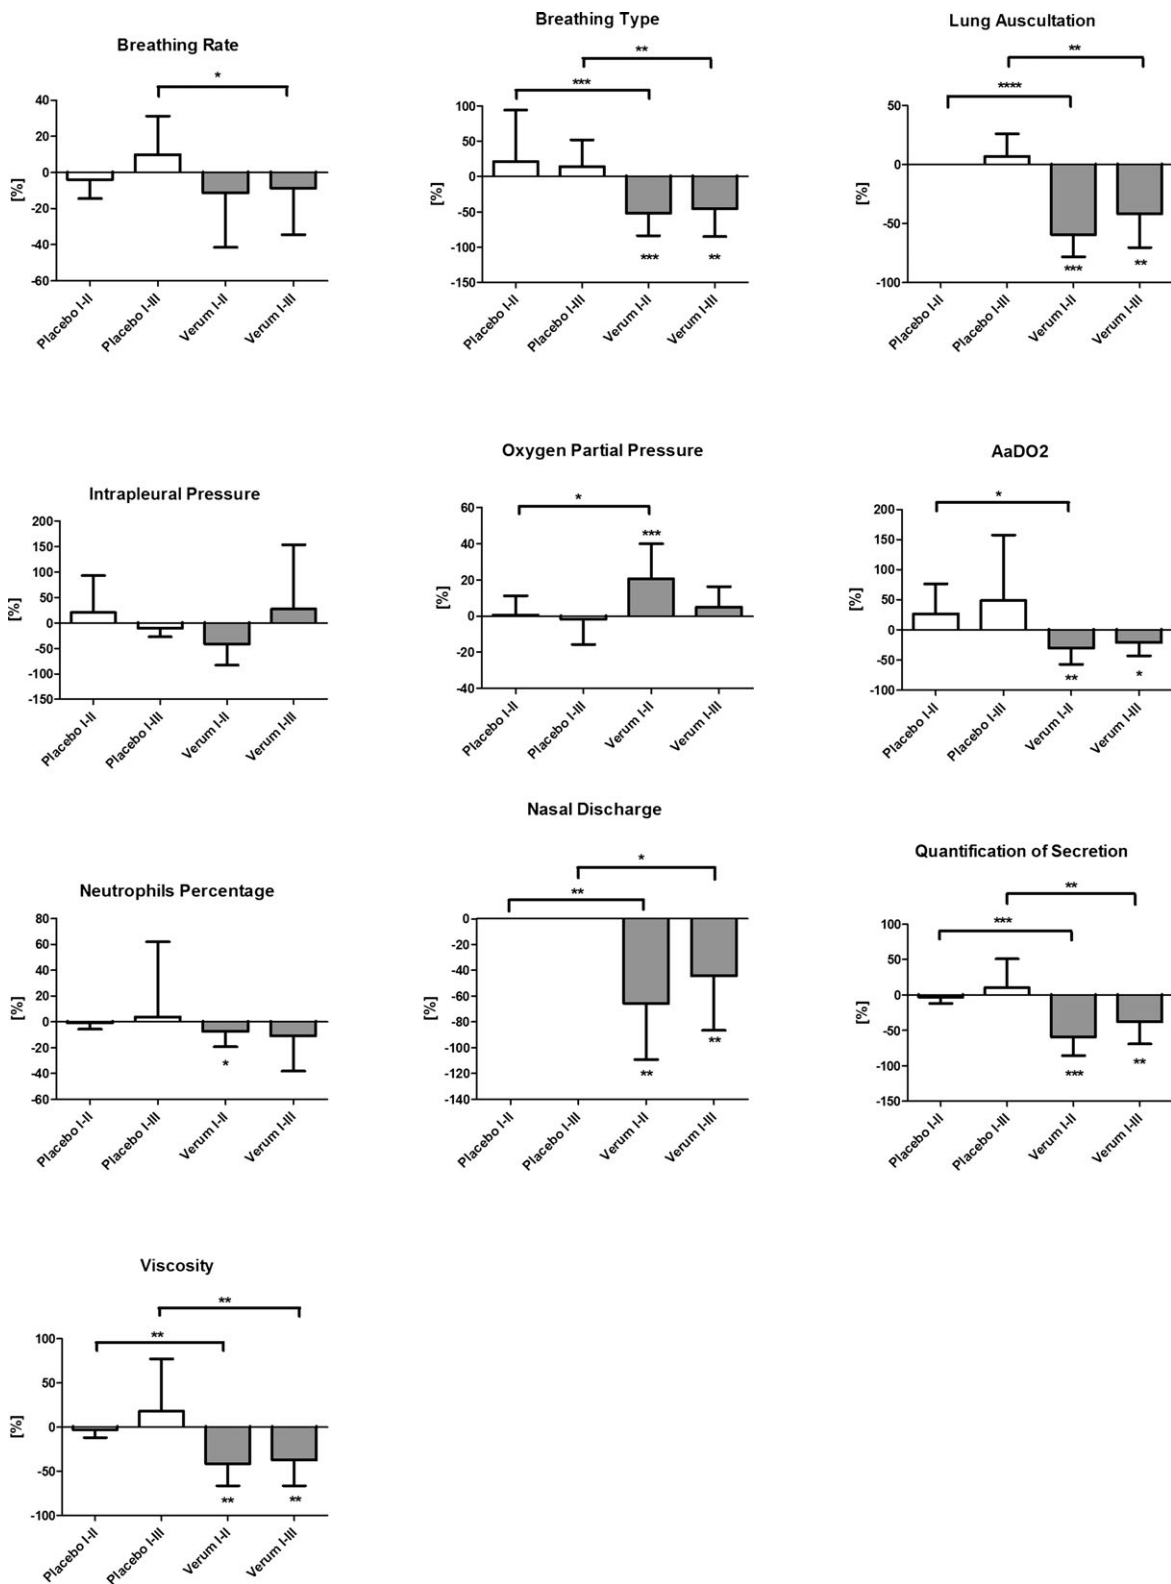 Breathing Rate
*
[%]
40
20
0
-20
-40
-60
Placebo I-II
Placebo I-III
Verum I-II
Verum I-III
Breathing Type
**
***
[%]
100
50
0
-50
-100
-150
***
**
Placebo I-II
Placebo I-III
Verum I-II
Verum I-III
Lung Auscultation
**
****
[%]
50
0
-50
-100
***
**
Placebo I-II
Placebo I-III
Verum I-II
Verum I-III
Intrapleural Pressure
[%]
200
150
100
50
0
-50
-100
-150
Placebo I-II
Placebo I-III
Verum I-II
Verum I-III
Oxygen Partial Pressure
*
***
[%]
60
40
20
0
-20
-40
Placebo I-II
Placebo I-III
Verum I-II
Verum I-III
AaDO2
*
[%]
200
150
100
50
0
-50
-100
**
*
Placebo I-II
Placebo I-III
Verum I-II
Verum I-III
Neutrophils Percentage
[%]
80
60
40
20
0
-20
-40
-60
*
Placebo I-II
Placebo I-III
Verum I-II
Verum I-III
Nasal Discharge
*
**
[%]
0
-20
-40
-60
-80
-100
-120
-140
**
**
Placebo I-II
Placebo I-III
Verum I-II
Verum I-III
Quantification of Secretion
**
***
[%]
100
50
0
-50
-100
-150
***
**
Placebo I-II
Placebo I-III
Verum I-II
Verum I-III
Viscosity
**
**
[%]
100
50
0
-50
-100
**
**
Placebo I-II
Placebo I-III
Verum I-II
Verum I-III